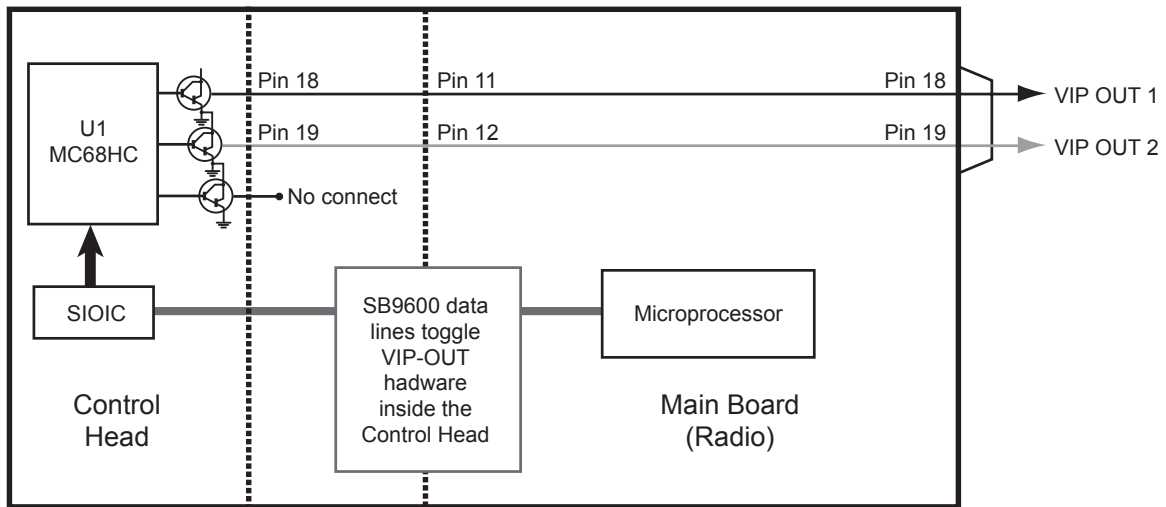 Pin 18
Pin 11
Pin 18
VIP OUT 1
U1
MC68HC
Pin 19
Pin 12
Pin 19
VIP OUT 2
No connect
SIOIC
SB9600 data
lines toggle
VIP-OUT
hadware
inside the
Control Head
Microprocessor
Control
Head
Main Board
(Radio)